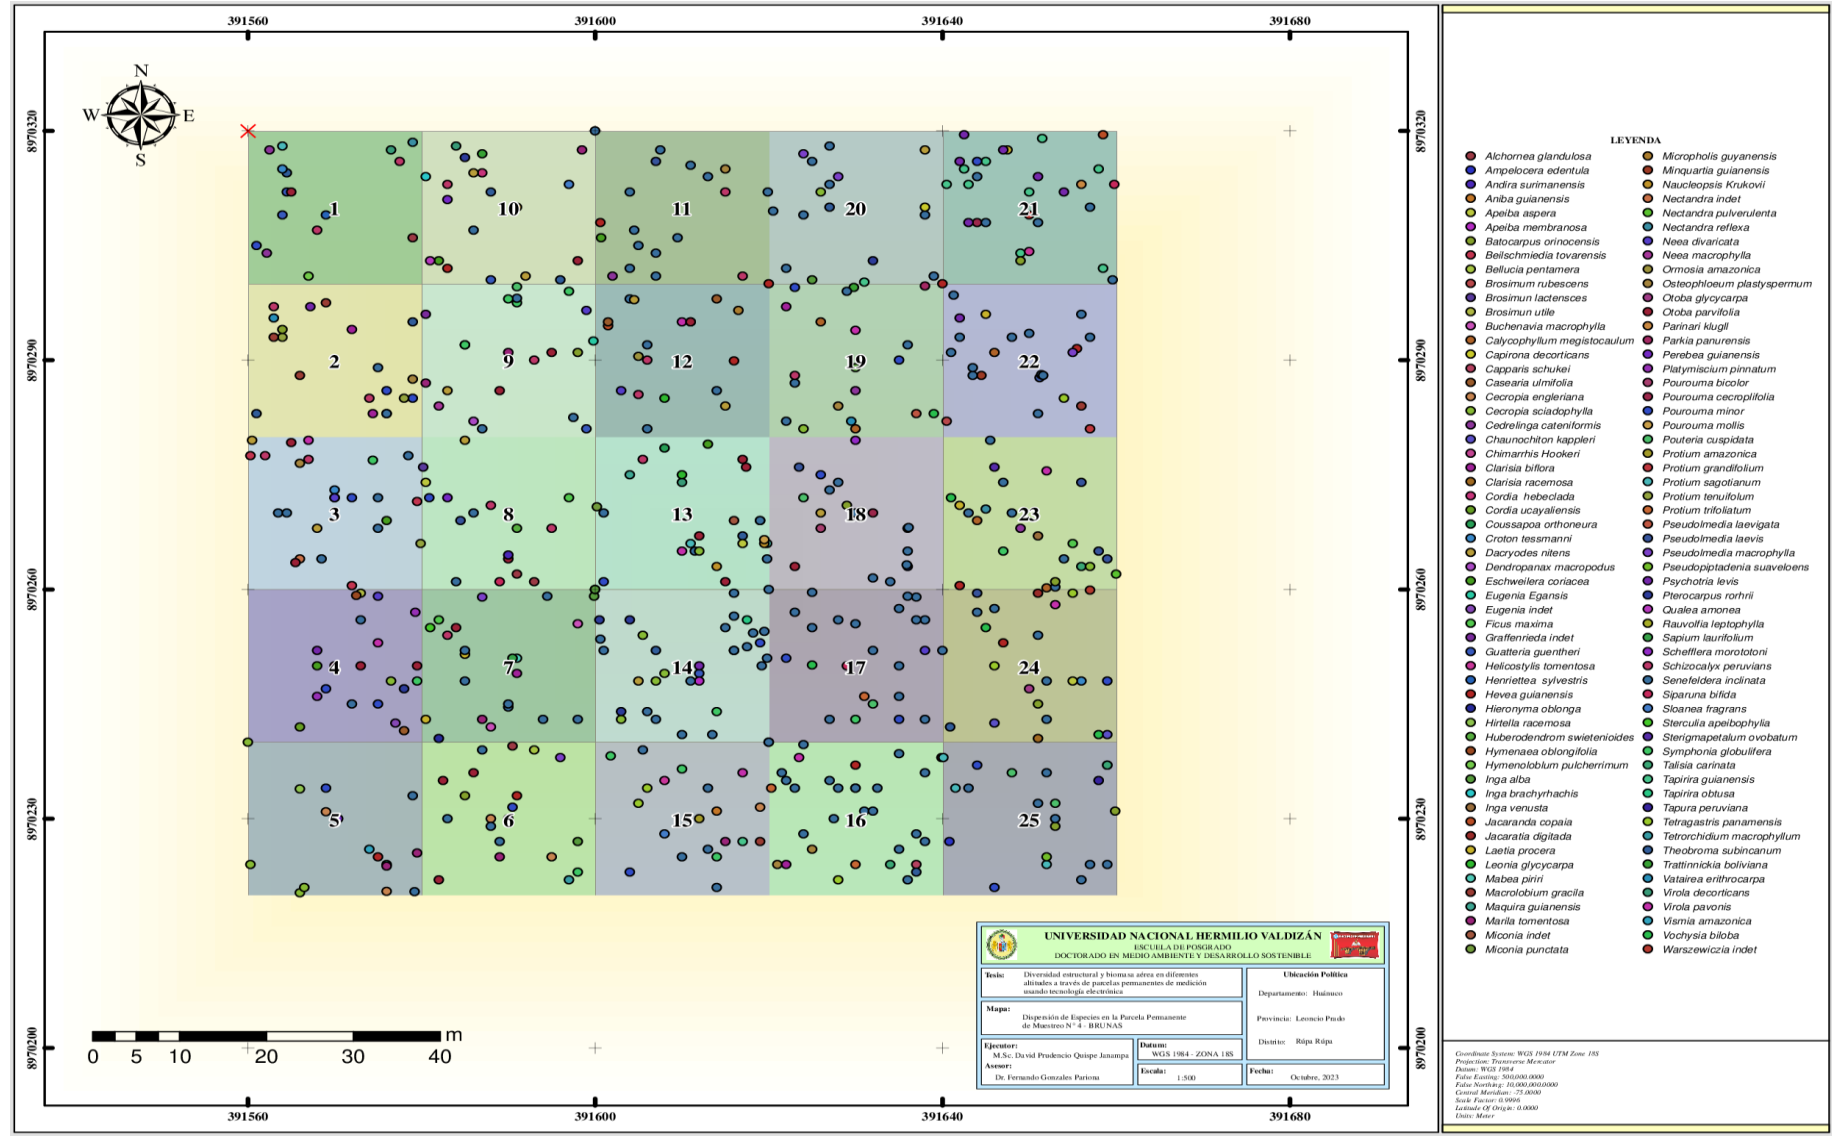 391560
391600
391640
391680
N
W
E
S
8970320
8970290
8970260
8970230
8970200
8970320
8970290
8970260
8970230
8970200
1
10
11
20
21
2
9
12
19
22
3
8
13
18
23
4
7
14
17
24
5
6
15
16
25
0 5 10 20 30 40 m
391560
391600
391640
391680
UNIVERSIDAD NACIONAL HERMILIO VALDIZÁN
ESCUELA DE POSGRADO
DOCTORADO EN MEDIO AMBIENTE Y DESARROLLO SOSTENIBLE
Tesis: Diversidad estructural y biomasa aérea en diferentes
altitudes a través de parcelas permanentes de medición
usando tecnología electrónica
Mapa:
Dispersión de Especies en la Parcela Permanente
de Muestreo N° 4 - BRUNAS
Ejecutor:
M.Sc. David Prudencio Quispe Janampa
Asesor:
Dr. Fernando Gonzales Pariona
Datum:
WGS 1984 - ZONA 18S
Escala:
1:500
Ubicación Política
Departamento: Huánuco
Provincia: Leoncio Prado
Distrito: Rúpa Rúpa
Fecha:
Octubre, 2023
LEYENDA
Alchornea glandulosa
Ampelocera edentula
Andira surimanensis
Aniba guianensis
Apeiba aspera
Apeiba membranosa
Batocarpus orinocensis
Beilschmiedia tovarensis
Bellucia pentamera
Brosimum rubescens
Brosimun lactensces
Brosimun utile
Buchenavia macrophylla
Calycophyllum megistocaulum
Capirona decorticans
Capparis schukei
Casearia ulmifolia
Cecropia engleriana
Cecropia sciadophylla
Cedrelinga cateniformis
Chaunochiton kappleri
Chimarrhis Hookeri
Clarisia biflora
Clarisia racemosa
Cordia hebeclada
Cordia ucayaliensis
Coussapoa orthoneura
Croton tessmanni
Dacryodes nitens
Dendropanax macropodus
Eschweilera coriacea
Eugenia Egansis
Eugenia indet
Ficus maxima
Graffenrieda indet
Guatteria guentheri
Helicostylis tomentosa
Henriettea sylvestris
Hevea guianensis
Hieronyma oblonga
Hirtella racemosa
Huberodendrom swietenioides
Hymenaea oblongifolia
Hymenoloblum pulcherrimum
Inga alba
Inga brachyrhachis
Inga venusta
Jacaranda copaia
Jacaratia digitada
Laetia procera
Leonia glycycarpa
Mabea piriri
Macrolobium gracila
Maquira guianensis
Marila tomentosa
Miconia indet
Miconia punctata
Micropholis guyanensis
Minquartia guianensis
Naucleopsis Krukovii
Nectandra indet
Nectandra pulverulenta
Nectandra reflexa
Neea divaricata
Neea macrophylla
Ormosia amazonica
Osteophloeum plastyspermum
Otoba glycycarpa
Otoba parvifolia
Parinari klugll
Parkia panurensis
Perebea guianensis
Platymiscium pinnatum
Pourouma bicolor
Pourouma cecroplifolia
Pourouma minor
Pourouma mollis
Pouteria cuspidata
Protium amazonica
Protium grandifolium
Protium sagotianum
Protium tenuifolum
Protium trifoliatum
Pseudolmedia laevigata
Pseudolmedia laevis
Pseudolmedia macrophylla
Pseudopiptadenia suaveloens
Psychotria levis
Pterocarpus rorhrii
Qualea amonea
Rauvolfia leptophylla
Sapium laurifolium
Schefflera morototoni
Schizocalyx peruvians
Senefeldera inclinata
Siparuna bifida
Sloanea fragrans
Sterculia apeibophylla
Sterigmapetalum ovobatum
Symphonia globulifera
Talisia carinata
Tapirira guianensis
Tapirira obtusa
Tapura peruviana
Tetragastris panamensis
Tetrorchidium macrophyllum
Theobroma subincanum
Trattinnickia boliviana
Vatairea erithrocarpa
Virola decorticans
Virola pavonis
Vismia amazonica
Vochysia biloba
Warszewiczia indet
Coordinate System: WGS 1984 UTM Zone 18S
Projection: Transverse Mercator
Datum: WGS 1984
False Easting: 500,000.0000
False Northing: 10,000,000.0000
Central Meridian: -75.0000
Scale Factor: 0.9996
Latitude Of Origin: 0.0000
Units: Meter